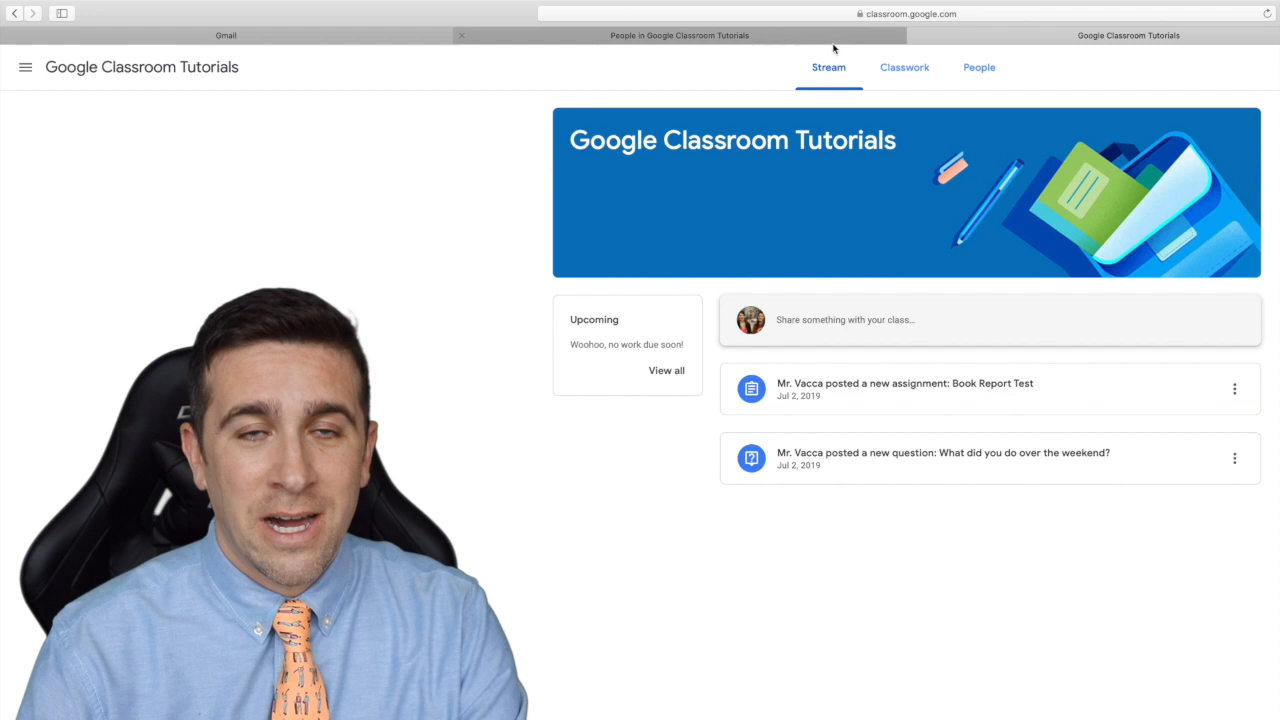 classroom.google.com
Gmail
People in Google Classroom Tutorials
Google Classroom Tutorials
Google Classroom Tutorials
Stream
Classwork
People
Google Classroom Tutorials
Upcoming
Woohoo, no work due soon!
View all
Share something with your class...
Mr. Vacca posted a new assignment: Book Report Test
Jul 2, 2019
Mr. Vacca posted a new question: What did you do over the weekend?
Jul 2, 2019